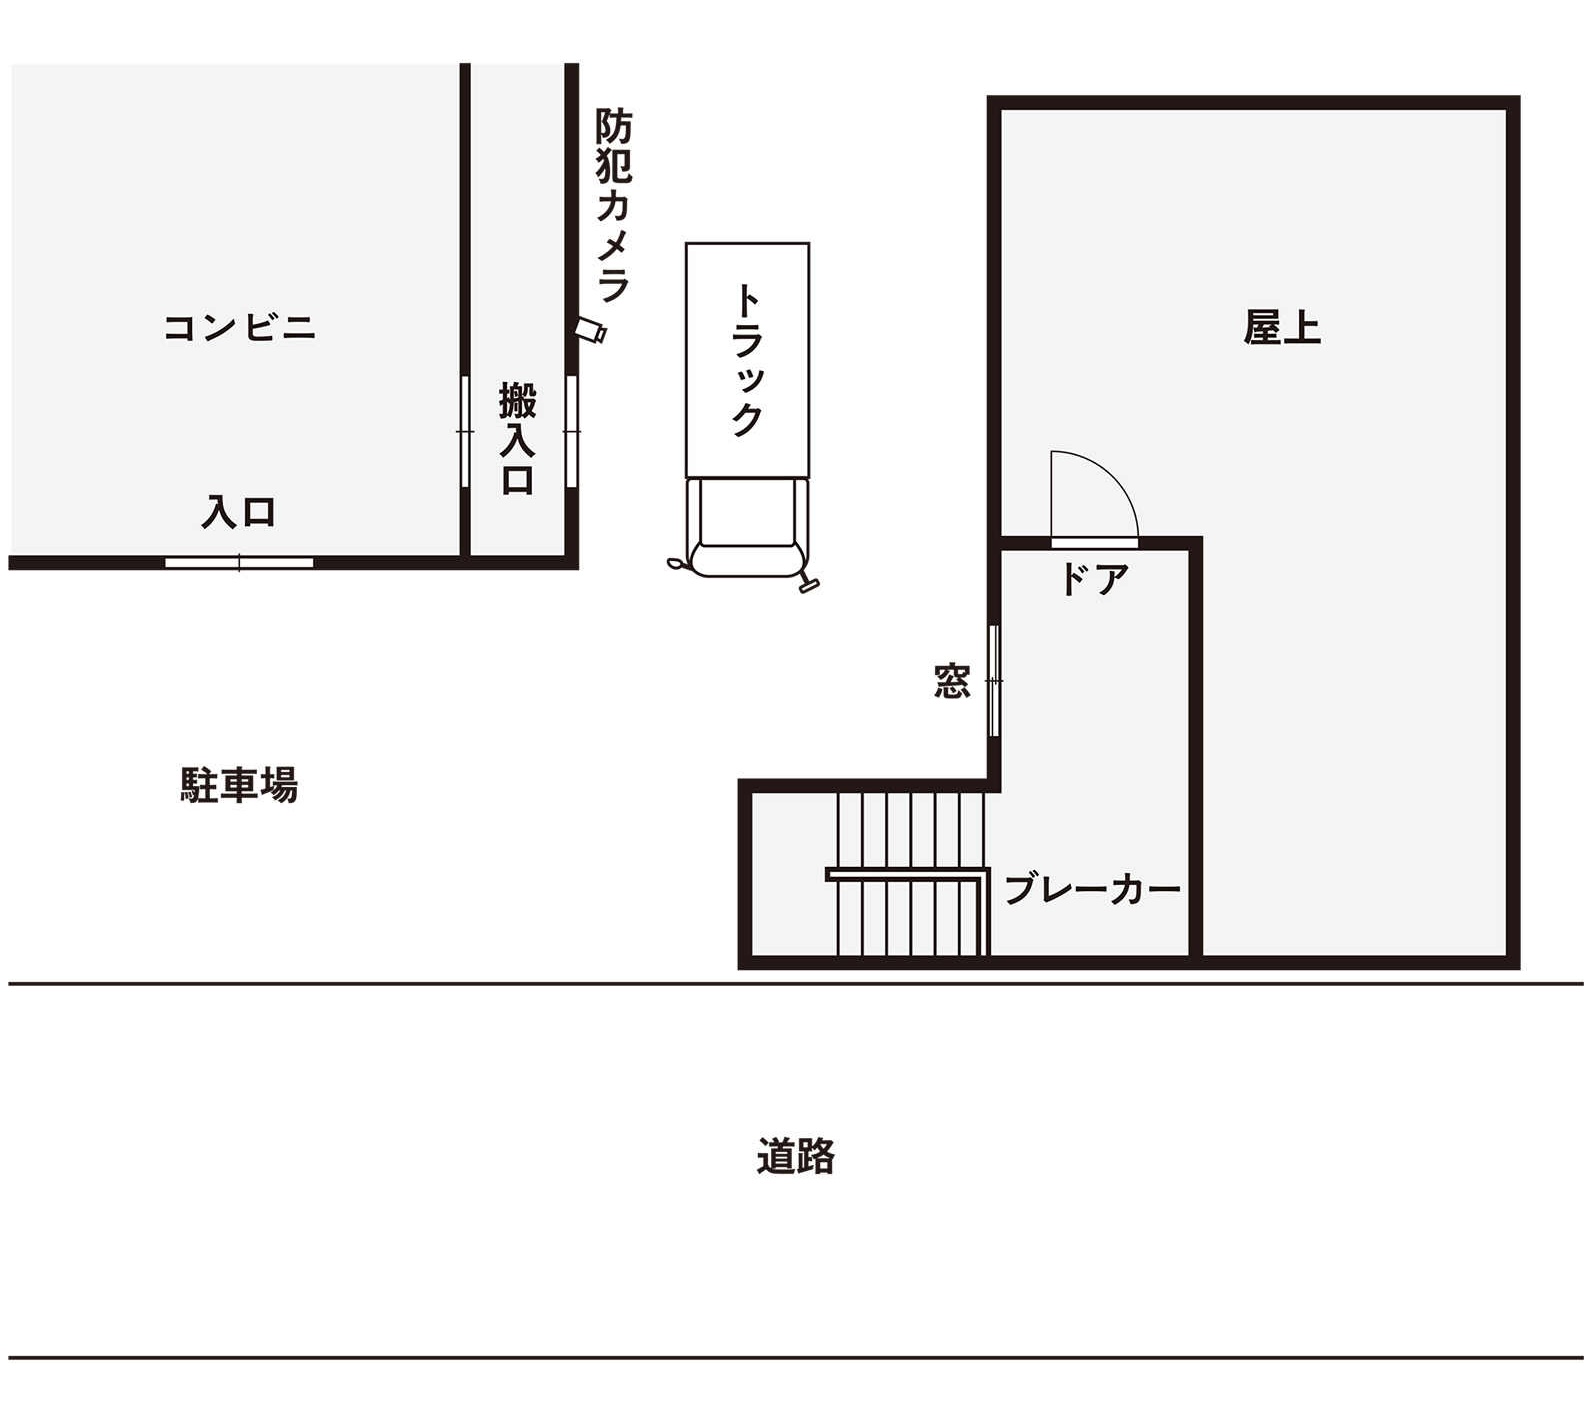 防犯カメラ
コンビニ
トラック
屋上
搬入口
入口
ドア
窓
駐車場
ブレーカー
道路